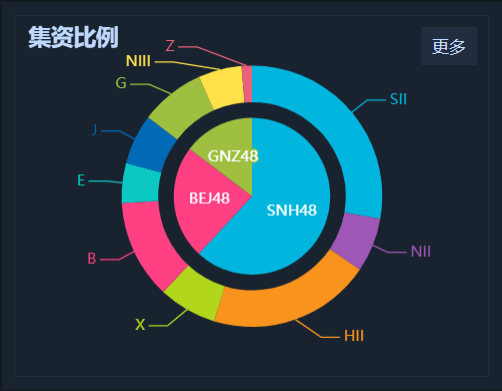 集资比例
更多
Z
NIII
G
SII
J
GNZ48
E
BEJ48
SNH48
NII
B
X
HII